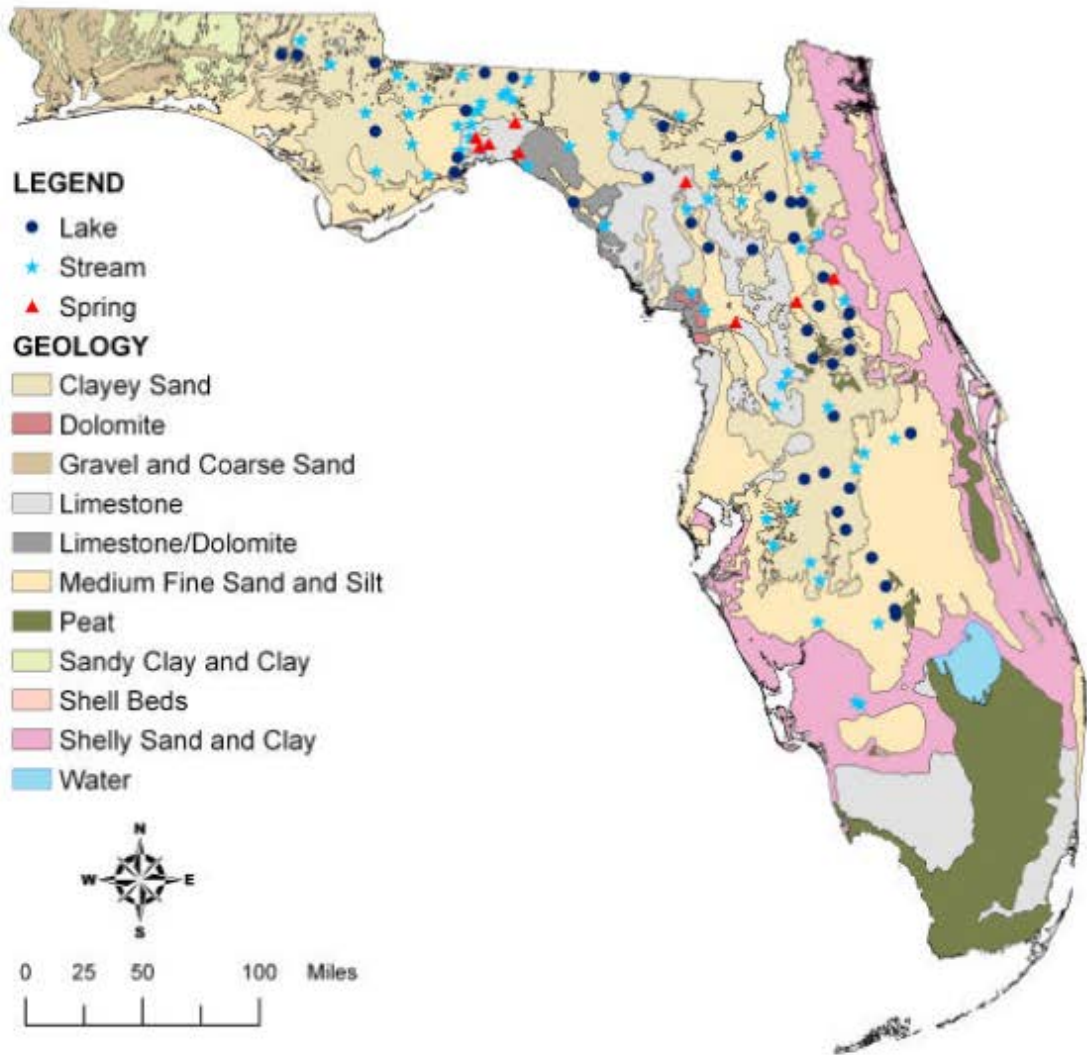 LEGEND
Lake
Stream
Spring
GEOLOGY
Clayey Sand
Dolomite
Gravel and Coarse Sand
Limestone
Limestone/Dolomite
Medium Fine Sand and Silt
Peat
Sandy Clay and Clay
Shell Beds
Shelly Sand and Clay
Water
N
W E
S
0 25 50 100 Miles